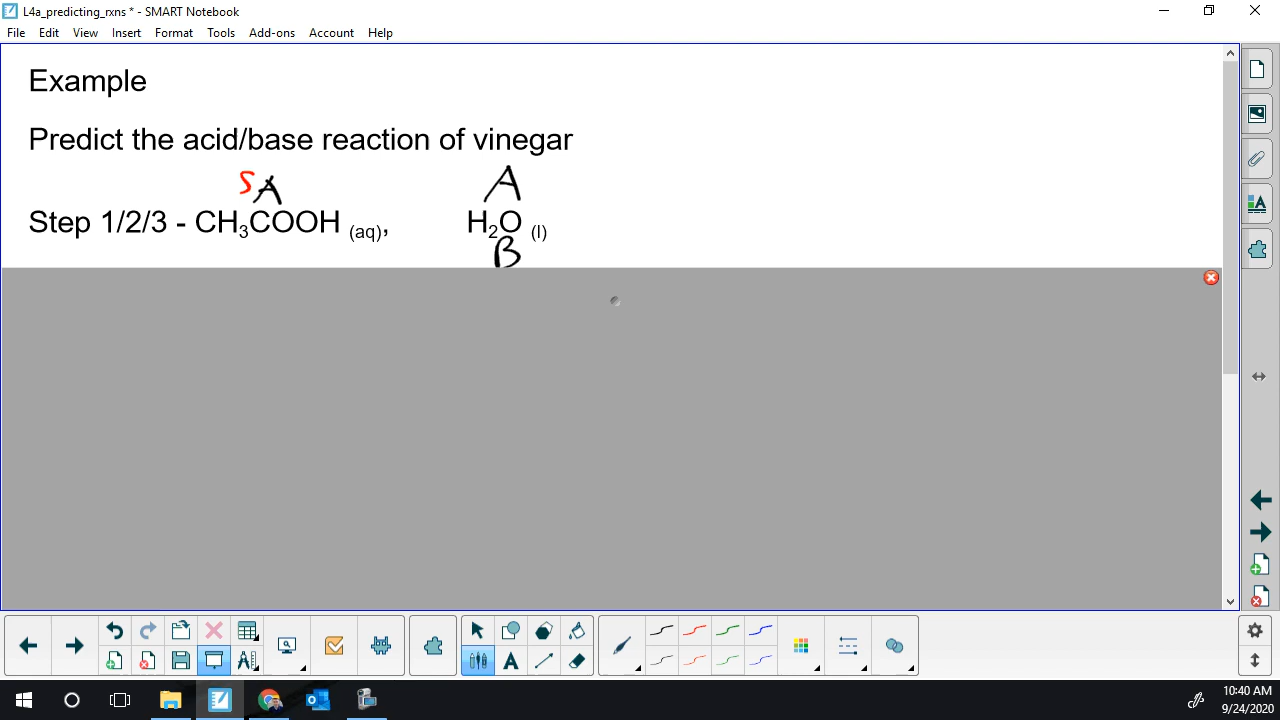 L4a_predicting_rxns * - SMART Notebook
File Edit View Insert Format Tools Add-ons Account Help
Example
Predict the acid/base reaction of vinegar
SA A
Step 1/2/3 - CH₃COOH (aq), H₂O (l)
B
10:40 AM
9/24/2020